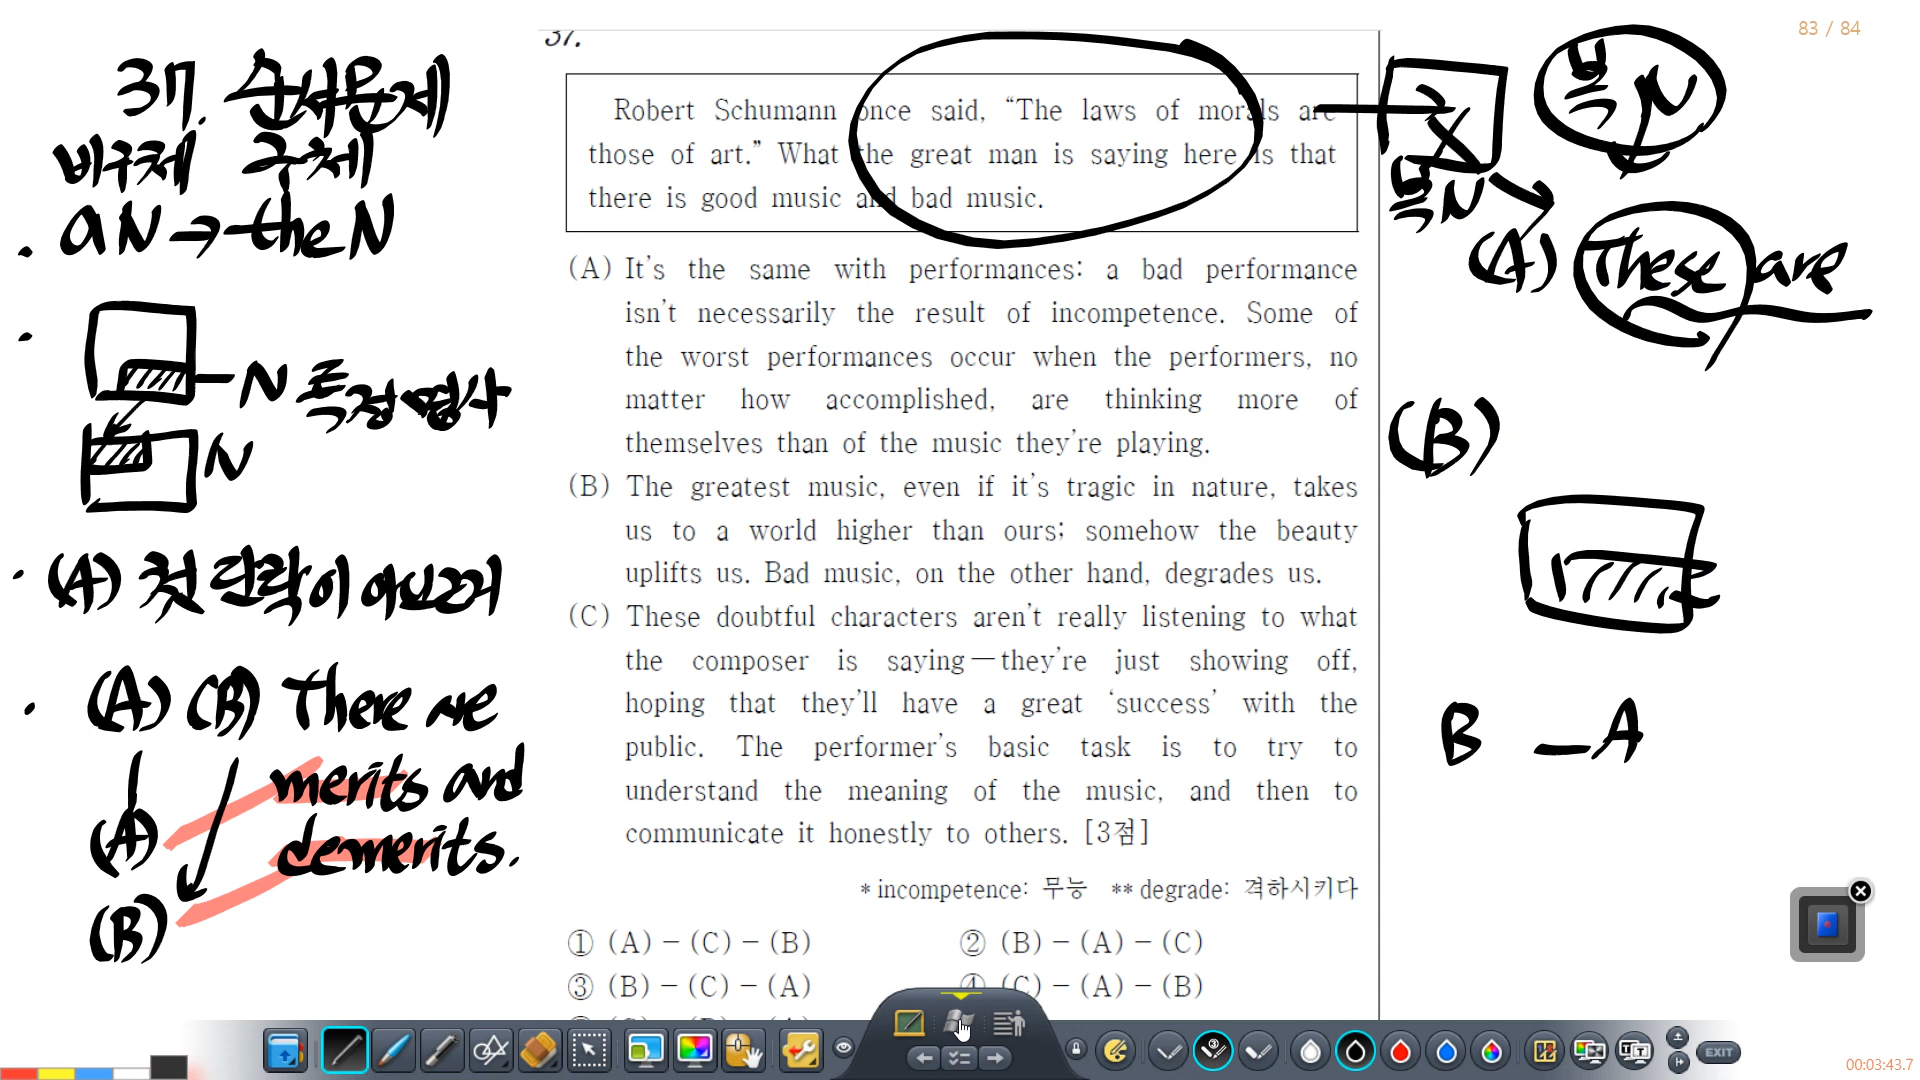 83 / 84
37. 순서문제
비구체 구체
· a N → the N
N 특정명사
N
· (A) 첫 단락이 아닌거
· (A) (B) There are
merits and
demerits.
(A)
(B)
37.
Robert Schumann once said, “The laws of morals are
those of art.” What the great man is saying here is that
there is good music and bad music.
(A) It’s the same with performances: a bad performance
isn’t necessarily the result of incompetence. Some of
the worst performances occur when the performers, no
matter how accomplished, are thinking more of
themselves than of the music they’re playing.
(B) The greatest music, even if it’s tragic in nature, takes
us to a world higher than ours; somehow the beauty
uplifts us. Bad music, on the other hand, degrades us.
(C) These doubtful characters aren’t really listening to what
the composer is saying — they’re just showing off,
hoping that they’ll have a great ‘success’ with the
public. The performer’s basic task is to try to
understand the meaning of the music, and then to
communicate it honestly to others. [3점]
* incompetence: 무능 ** degrade: 격하시키다
① (A) - (C) - (B) ② (B) - (A) - (C)
③ (B) - (C) - (A) ④ (C) - (A) - (B)
복 N
X
복N
(A) These are
(B)
B - A
EXIT
00:03:43.7